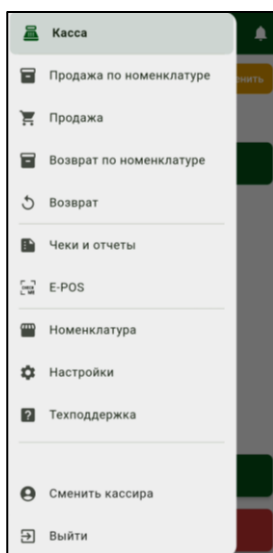 Касса
Продажа по номенклатуре
Продажа
Возврат по номенклатуре
Возврат
Чеки и отчеты
E-POS
Номенклатура
Настройки
Техподдержка
Сменить кассира
Выйти